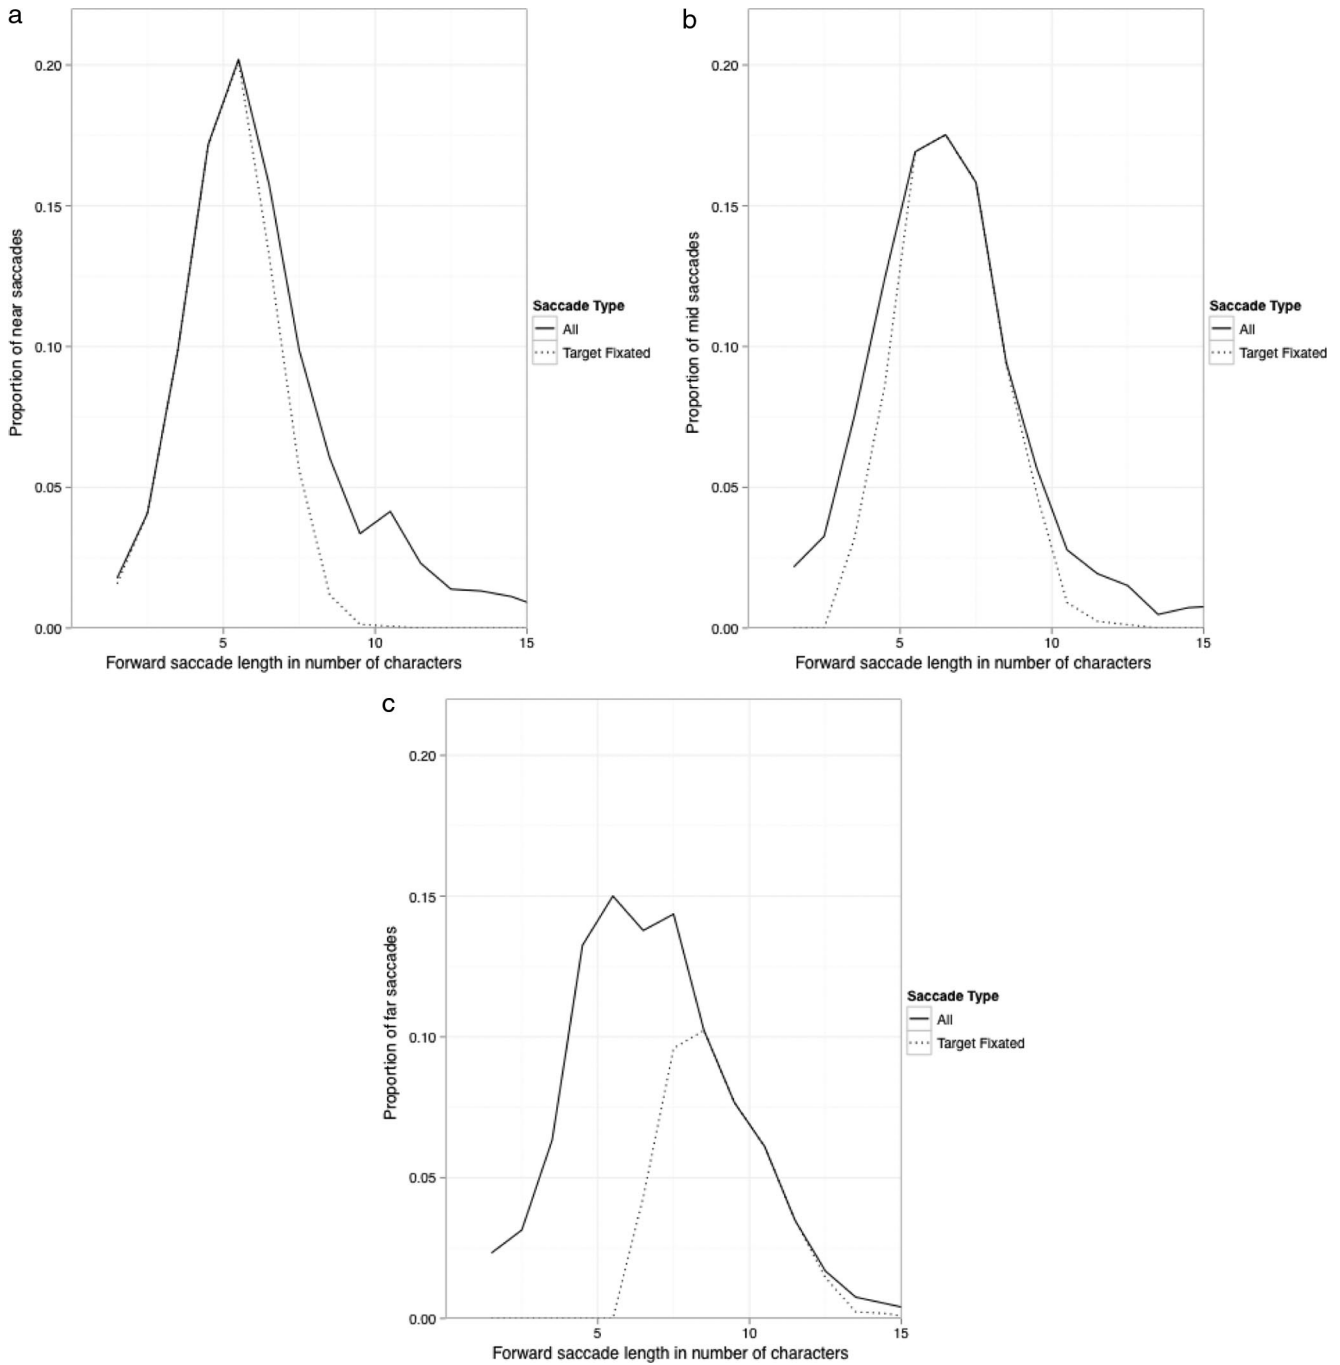 a
0.20
0.15
0.10
0.05
0.00
5
10
15
Proportion of near saccades
Forward saccade length in number of characters
Saccade Type
All
Target Fixated
b
0.20
0.15
0.10
0.05
0.00
5
10
15
Proportion of mid saccades
Forward saccade length in number of characters
Saccade Type
All
Target Fixated
c
0.20
0.15
0.10
0.05
0.00
5
10
15
Proportion of far saccades
Forward saccade length in number of characters
Saccade Type
All
Target Fixated